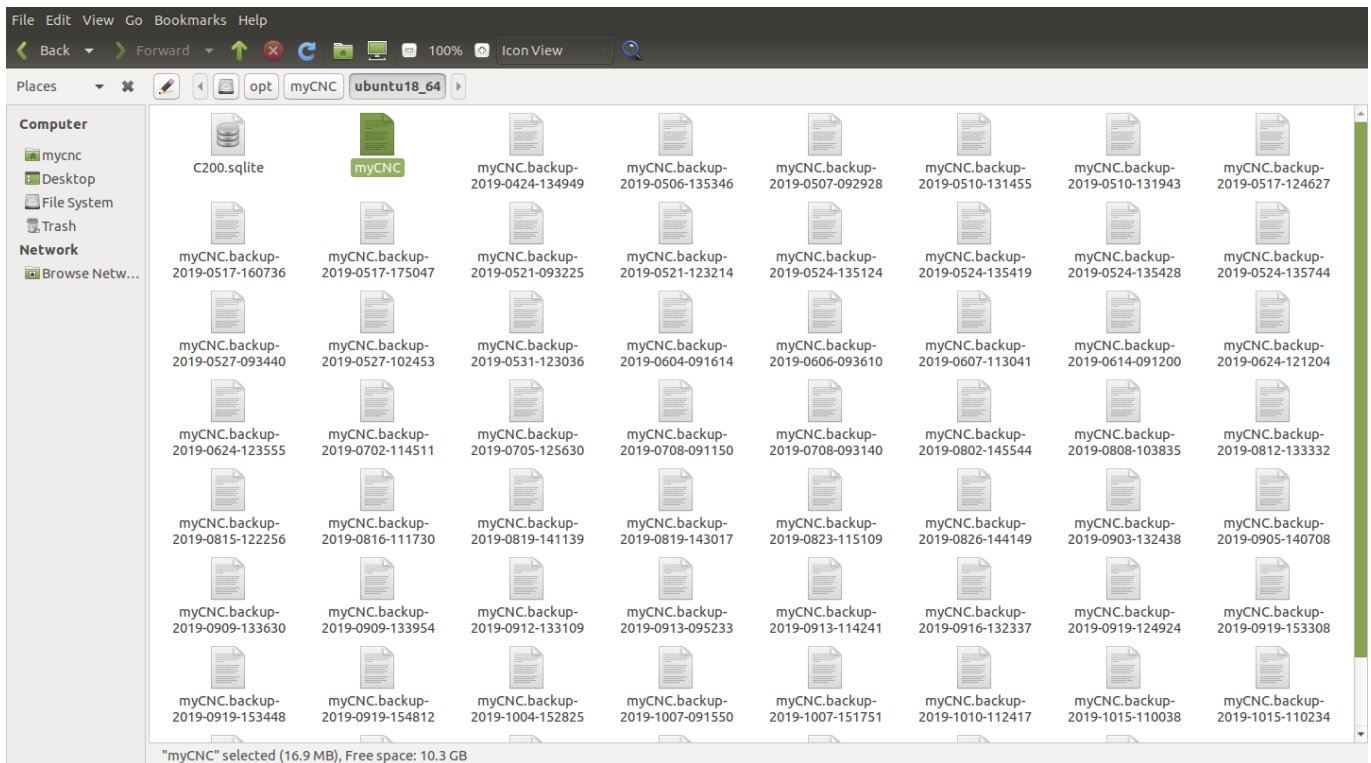 File Edit View Go Bookmarks Help
Back Forward 100% Icon View
Places opt myCNC ubuntu18_64
Computer
mycnc
Desktop
File System
Trash
Network
Browse Netw...
C200.sqlite myCNC myCNC.backup- myCNC.backup- myCNC.backup- myCNC.backup- myCNC.backup- myCNC.backup-
2019-0424-134949 2019-0506-135346 2019-0507-092928 2019-0510-131455 2019-0510-131943 2019-0517-124627
myCNC.backup- myCNC.backup- myCNC.backup- myCNC.backup- myCNC.backup- myCNC.backup- myCNC.backup- myCNC.backup-
2019-0517-160736 2019-0517-175047 2019-0521-093225 2019-0521-123214 2019-0524-135124 2019-0524-135419 2019-0524-135428 2019-0524-135744
myCNC.backup- myCNC.backup- myCNC.backup- myCNC.backup- myCNC.backup- myCNC.backup- myCNC.backup- myCNC.backup-
2019-0527-093440 2019-0527-102453 2019-0531-123036 2019-0604-091614 2019-0606-093610 2019-0607-113041 2019-0614-091200 2019-0624-121204
myCNC.backup- myCNC.backup- myCNC.backup- myCNC.backup- myCNC.backup- myCNC.backup- myCNC.backup- myCNC.backup-
2019-0624-123555 2019-0702-114511 2019-0705-125630 2019-0708-091150 2019-0708-093140 2019-0802-145544 2019-0808-103835 2019-0812-133332
myCNC.backup- myCNC.backup- myCNC.backup- myCNC.backup- myCNC.backup- myCNC.backup- myCNC.backup- myCNC.backup-
2019-0815-122256 2019-0816-111730 2019-0819-141139 2019-0819-143017 2019-0823-115109 2019-0826-144149 2019-0903-132438 2019-0905-140708
myCNC.backup- myCNC.backup- myCNC.backup- myCNC.backup- myCNC.backup- myCNC.backup- myCNC.backup- myCNC.backup-
2019-0909-133630 2019-0909-133954 2019-0912-133109 2019-0913-095233 2019-0913-114241 2019-0916-132337 2019-0919-124924 2019-0919-153308
myCNC.backup- myCNC.backup- myCNC.backup- myCNC.backup- myCNC.backup- myCNC.backup- myCNC.backup- myCNC.backup-
2019-0919-153448 2019-0919-154812 2019-1004-152825 2019-1007-091550 2019-1007-151751 2019-1010-112417 2019-1015-110038 2019-1015-110234
"myCNC" selected (16.9 MB), Free space: 10.3 GB